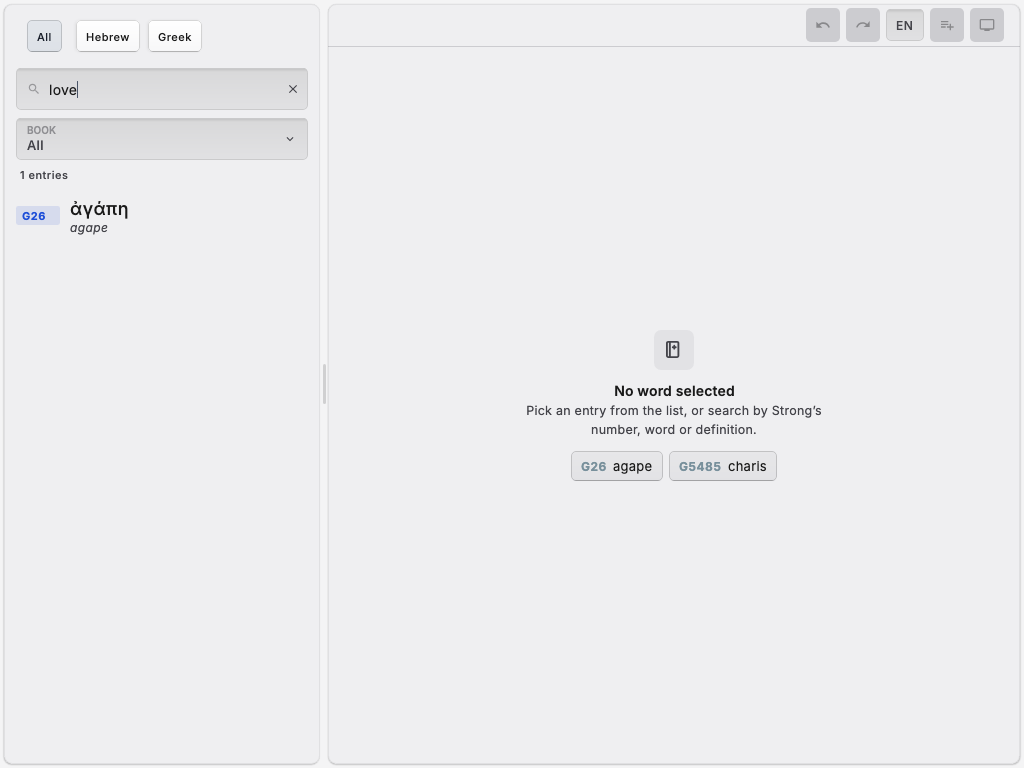 All
Hebrew
Greek
EN
love
BOOK
All
1 entries
G26
ἀγάπη
agape
No word selected
Pick an entry from the list, or search by Strong’s
number, word or definition.
G26 agape
G5485 charis